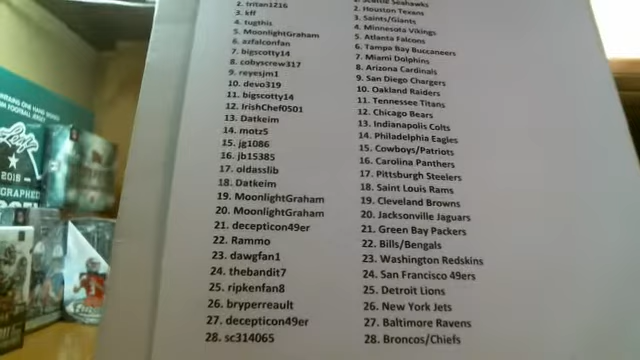 2. tritan1216
3. kff
4. tugthis
5. MoonlightGraham
6. azfalconfan
7. bigscotty14
8. cobyscrew317
9. reyesjm1
10. devo319
11. bigscotty14
12. IrishChef0501
13. Datkeim
14. motz5
15. jg1086
16. jb15385
17. oldasslib
18. Datkeim
19. MoonlightGraham
20. MoonlightGraham
21. decepticon49er
22. Rammo
23. dawgfan1
24. thebandit7
25. ripkenfan8
26. bryperreault
27. decepticon49er
28. sc314065
1. Seattle Seahawks
2. Houston Texans
3. Saints/Giants
4. Minnesota Vikings
5. Atlanta Falcons
6. Tampa Bay Buccaneers
7. Miami Dolphins
8. Arizona Cardinals
9. San Diego Chargers
10. Oakland Raiders
11. Tennessee Titans
12. Chicago Bears
13. Indianapolis Colts
14. Philadelphia Eagles
15. Cowboys/Patriots
16. Carolina Panthers
17. Pittsburgh Steelers
18. Saint Louis Rams
19. Cleveland Browns
20. Jacksonville Jaguars
21. Green Bay Packers
22. Bills/Bengals
23. Washington Redskins
24. San Francisco 49ers
25. Detroit Lions
26. New York Jets
27. Baltimore Ravens
28. Broncos/Chiefs
Leaf
2015